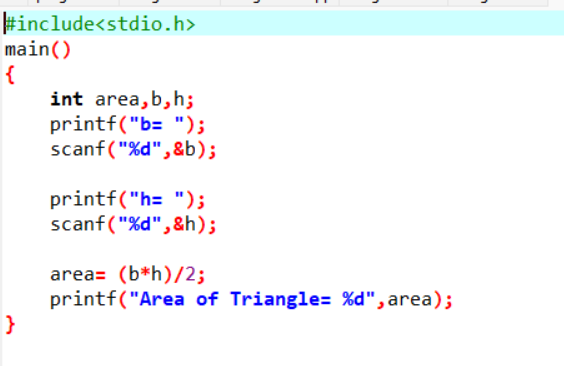 #include<stdio.h>
main()
{
    int area,b,h;
    printf("b= ");
    scanf("%d",&b);

    printf("h= ");
    scanf("%d",&h);

    area= (b*h)/2;
    printf("Area of Triangle= %d",area);
}